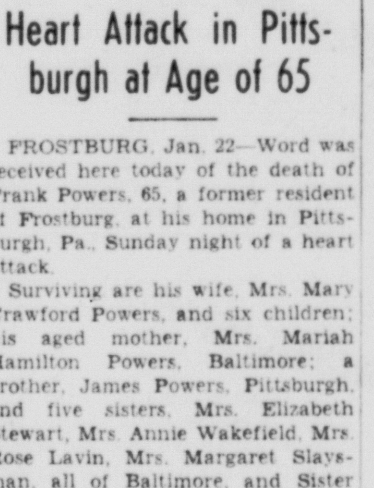 Heart Attack in Pitts-
burgh at Age of 65
FROSTBURG, Jan. 22—Word was
eceived here today of the death of
rank Powers, 65, a former resident
f Frostburg, at his home in Pitts-
urgh, Pa., Sunday night of a heart
ttack.
Surviving are his wife, Mrs. Mary
rawford Powers, and six children;
is aged mother, Mrs. Mariah
amilton Powers, Baltimore; a
rother, James Powers, Pittsburgh,
nd five sisters, Mrs. Elizabeth
tewart, Mrs. Annie Wakefield, Mrs.
ose Lavin, Mrs. Margaret Slays-
man, all of Baltimore, and Sister